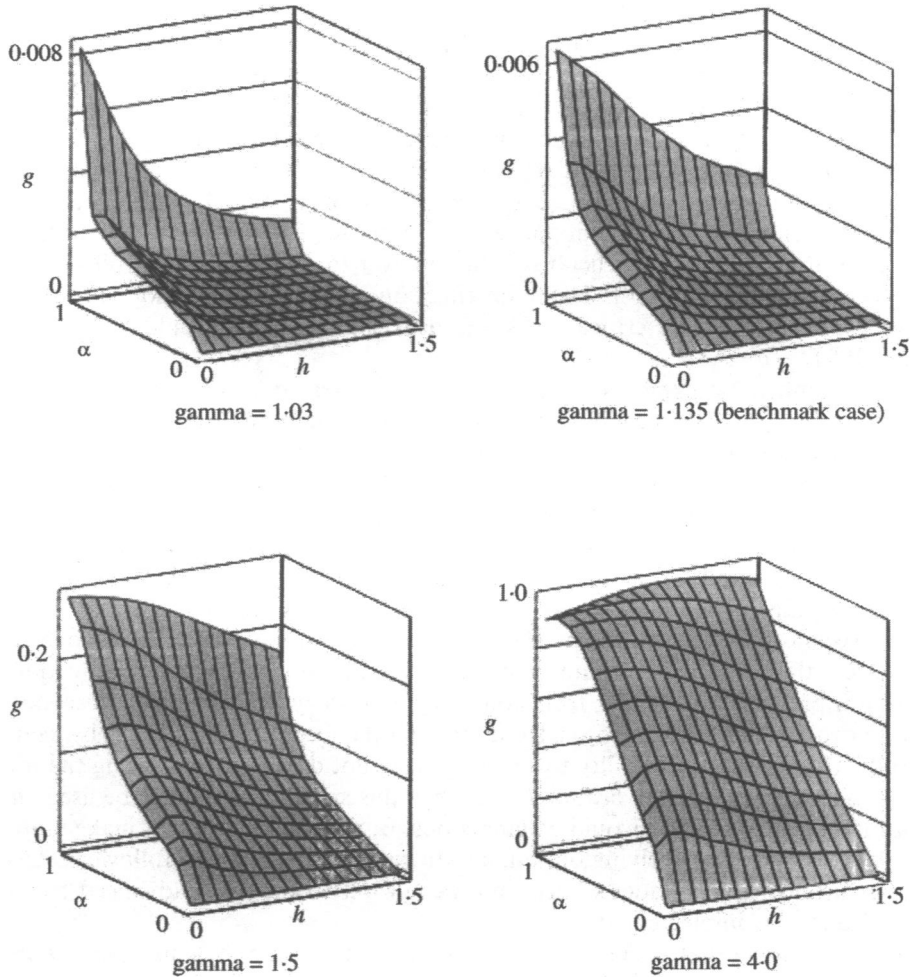 0·008
g
0
1
α
0
0
h
1·5
gamma = 1·03
0·006
g
0
1
α
0
0
h
1·5
gamma = 1·135 (benchmark case)
0·2
g
0
1
α
0
0
h
1·5
gamma = 1·5
1·0
g
0
1
α
0
0
h
1·5
gamma = 4·0